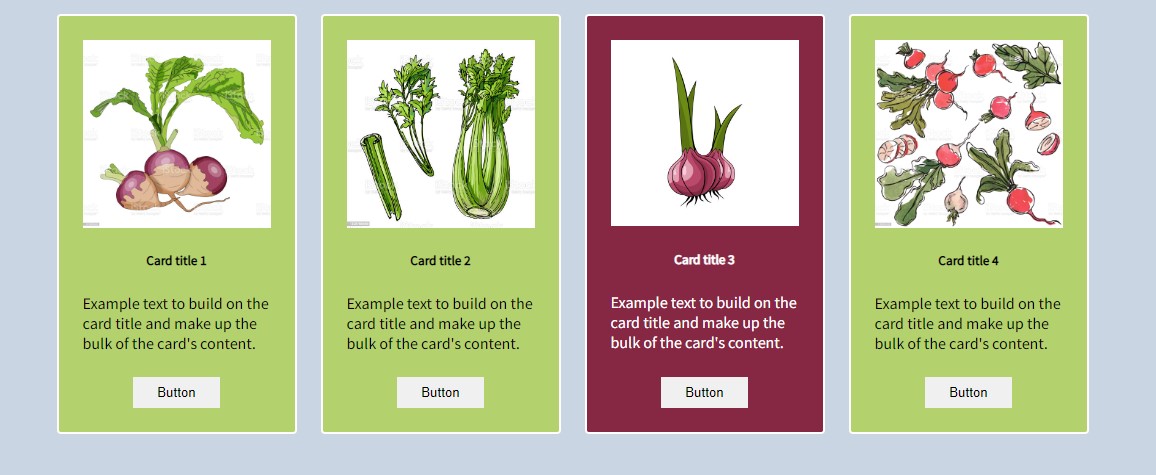 Card title 1
Example text to build on the
card title and make up the
bulk of the card's content.
Button
Card title 2
Example text to build on the
card title and make up the
bulk of the card's content.
Button
Card title 3
Example text to build on the
card title and make up the
bulk of the card's content.
Button
Card title 4
Example text to build on the
card title and make up the
bulk of the card's content.
Button